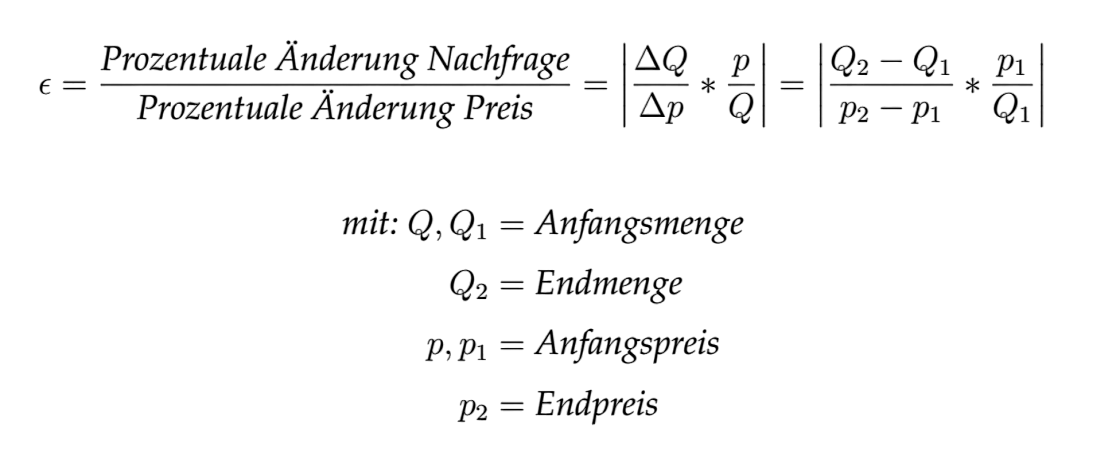 ϵ = Prozentuale Änderung Nachfrage / Prozentuale Änderung Preis = |ΔQ/Δp * p/Q| = |(Q₂ − Q₁)/(p₂ − p₁) * p₁/Q₁|
mit: Q, Q₁ = Anfangsmenge
Q₂ = Endmenge
p, p₁ = Anfangspreis
p₂ = Endpreis